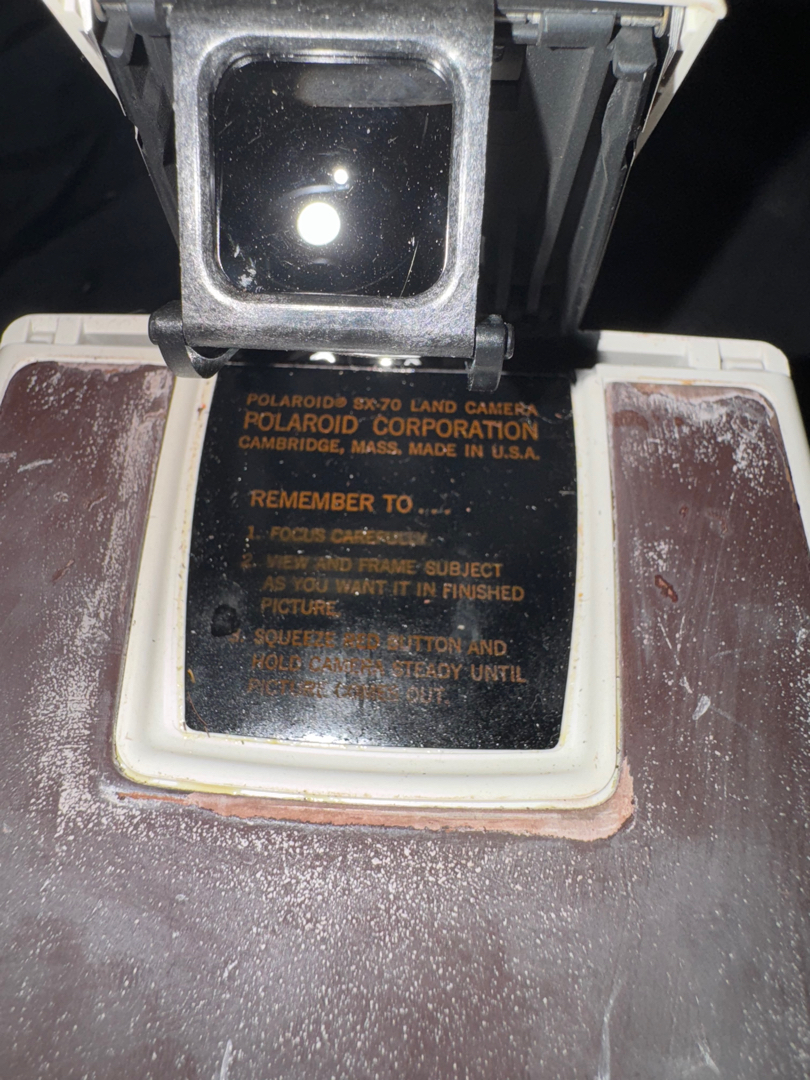 POLAROID® SX-70 LAND CAMERA
POLAROID CORPORATION
CAMBRIDGE, MASS. MADE IN U.S.A.
REMEMBER TO ....
1. FOCUS CAREFULLY
2. VIEW AND FRAME SUBJECT
AS YOU WANT IT IN FINISHED
PICTURE
3. SQUEEZE RED BUTTON AND
HOLD CAMERA STEADY UNTIL
PICTURE COMES OUT.